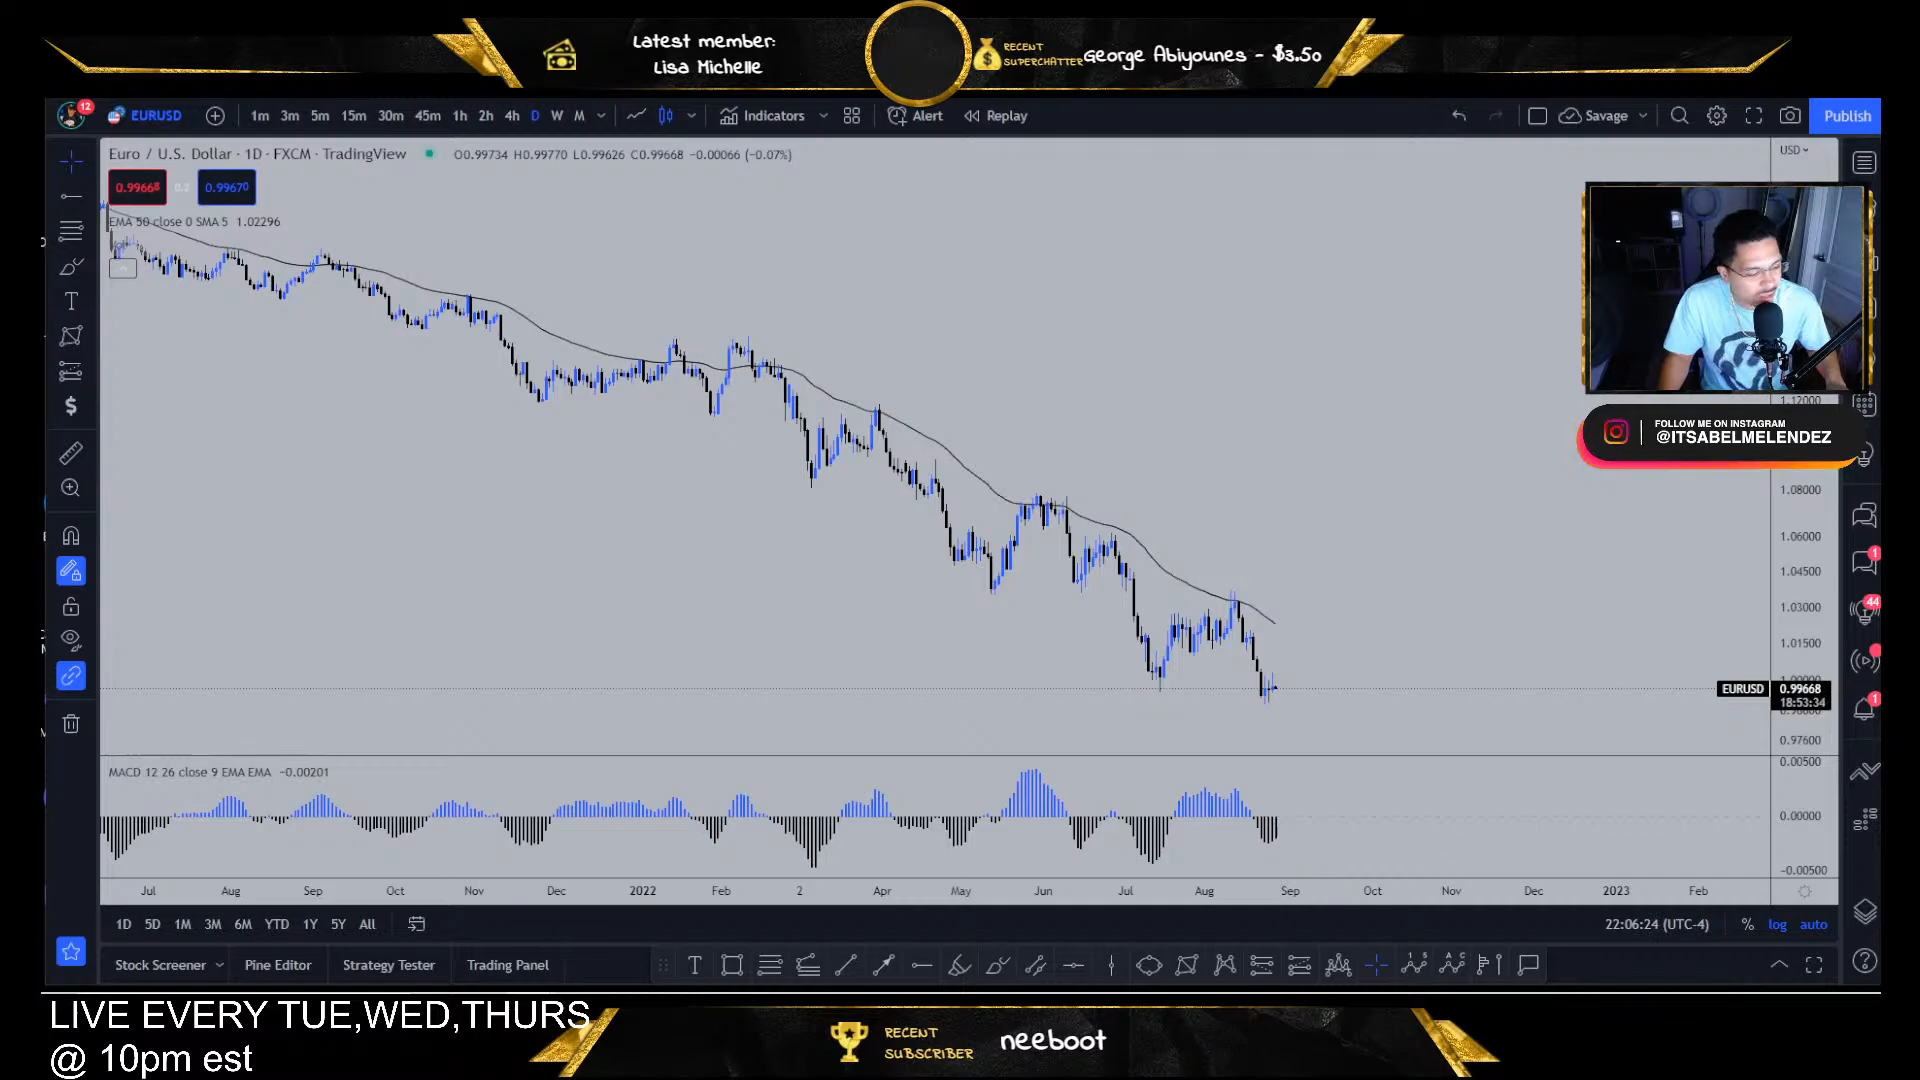 Latest member:
Lisa Michelle
RECENT
SUPERCHATTER
George Abiyounes - $3.50
12
EURUSD
1m 3m 5m 15m 30m 45m 1h 2h 4h D W M
Indicators
Alert
Replay
Savage
Publish
Euro / U.S. Dollar · 1D · FXCM · TradingView
O0.99734 H0.99770 L0.99626 C0.99668 −0.00066 (−0.07%)
USD
0.99668 0.2 0.99670
EMA 50 close 0 SMA 5 1.02296
1.12000
FOLLOW ME ON INSTAGRAM
@ITSABELMELENDEZ
1.08000
1.06000
1.04500
1.03000
1.01500
EURUSD 0.99668
18:53:34
0.97600
MACD 12 26 close 9 EMA EMA −0.00201
0.00500
0.00000
−0.00500
1
44
1
Jul Aug Sep Oct Nov Dec 2022 Feb 2 Apr May Jun Jul Aug Sep Oct Nov Dec 2023 Feb
1D 5D 1M 3M 6M YTD 1Y 5Y All
22:06:24 (UTC-4) % log auto
Stock Screener Pine Editor Strategy Tester Trading Panel
LIVE EVERY TUE,WED,THURS
@ 10pm est
RECENT
SUBSCRIBER
neeboot